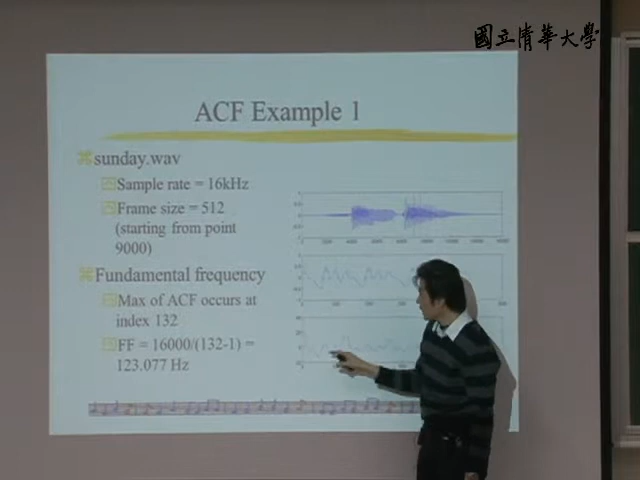 國立清華大學
ACF Example 1
sunday.wav
Sample rate = 16kHz
Frame size = 512
(starting from point
9000)
Fundamental frequency
Max of ACF occurs at
index 132
FF = 16000/(132-1) =
123.077 Hz